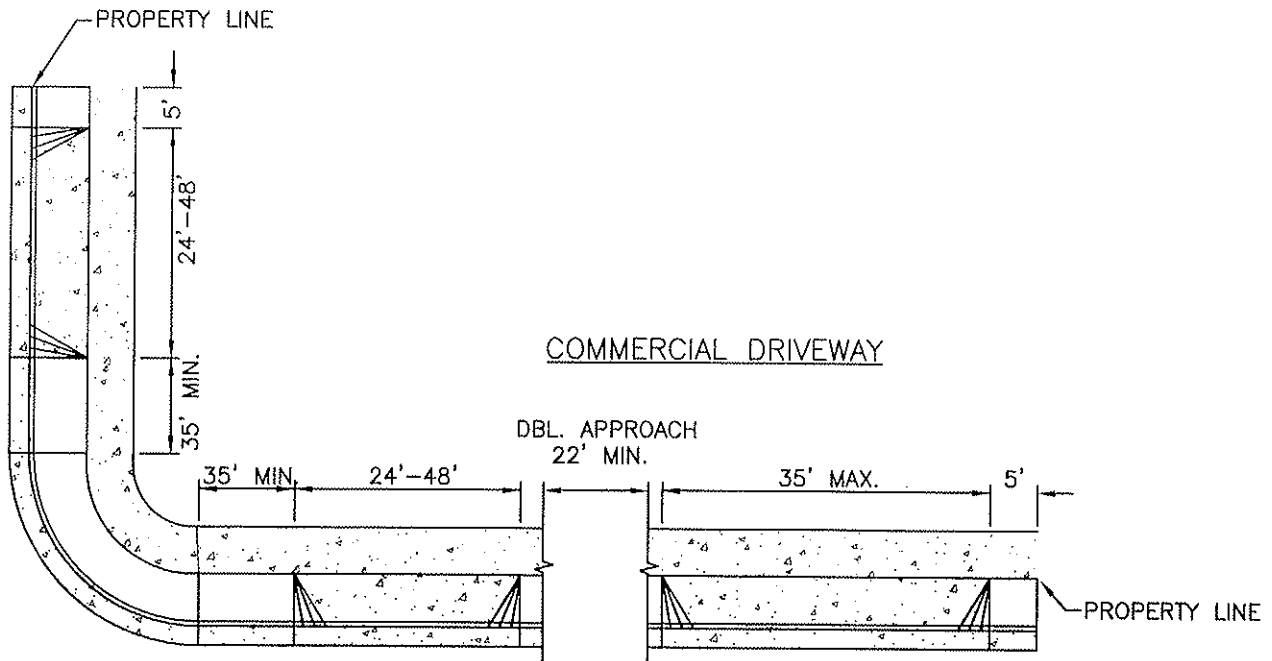 PROPERTY LINE
5'
24'-48'
35' MIN.
COMMERCIAL DRIVEWAY
DBL. APPROACH
22' MIN.
35' MIN
24'-48'
35' MAX.
5'
PROPERTY LINE